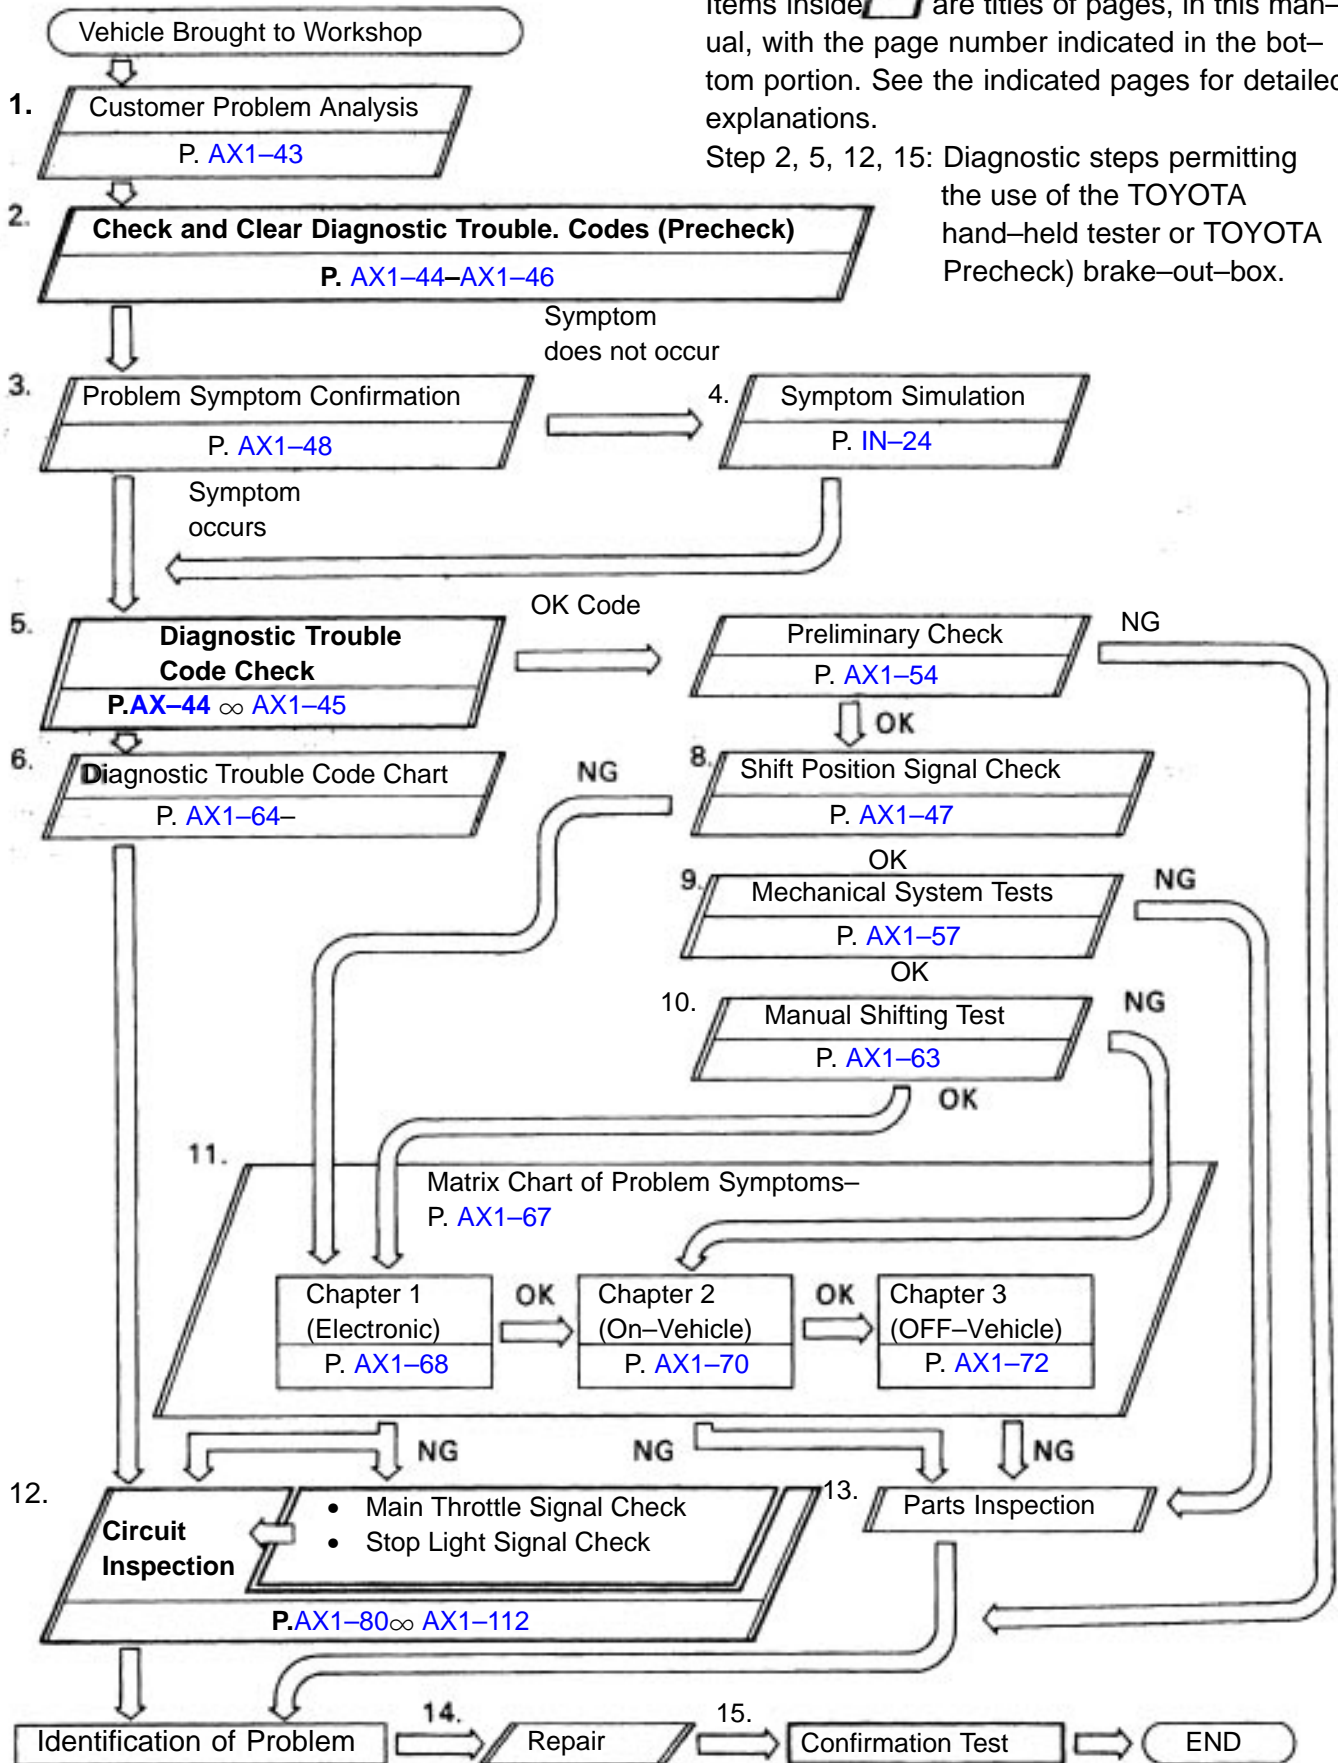 Vehicle Brought to Workshop
Items inside are titles of pages, in this man–
ual, with the page number indicated in the bot–
tom portion. See the indicated pages for detailed
explanations.
Step 2, 5, 12, 15: Diagnostic steps permitting
the use of the TOYOTA
hand–held tester or TOYOTA
Precheck) brake–out–box.
1. Customer Problem Analysis
P. AX1–43
2. Check and Clear Diagnostic Trouble. Codes (Precheck)
P. AX1–44–AX1–46
Symptom
does not occur
3. Problem Symptom Confirmation
P. AX1–48
4. Symptom Simulation
P. IN–24
Symptom
occurs
5. Diagnostic Trouble
Code Check
P.AX–44 ∞ AX1–45
OK Code
Preliminary Check
P. AX1–54
NG
OK
6. Diagnostic Trouble Code Chart
P. AX1–64–
NG
8. Shift Position Signal Check
P. AX1–47
OK
9. Mechanical System Tests
P. AX1–57
NG
OK
10. Manual Shifting Test
P. AX1–63
NG
OK
11. Matrix Chart of Problem Symptoms–
P. AX1–67
Chapter 1
(Electronic)
P. AX1–68
OK
Chapter 2
(On–Vehicle)
P. AX1–70
OK
Chapter 3
(OFF–Vehicle)
P. AX1–72
NG
NG
NG
12. Circuit
Inspection
• Main Throttle Signal Check
• Stop Light Signal Check
P.AX1–80∞ AX1–112
13. Parts Inspection
Identification of Problem
14. Repair
15. Confirmation Test
END